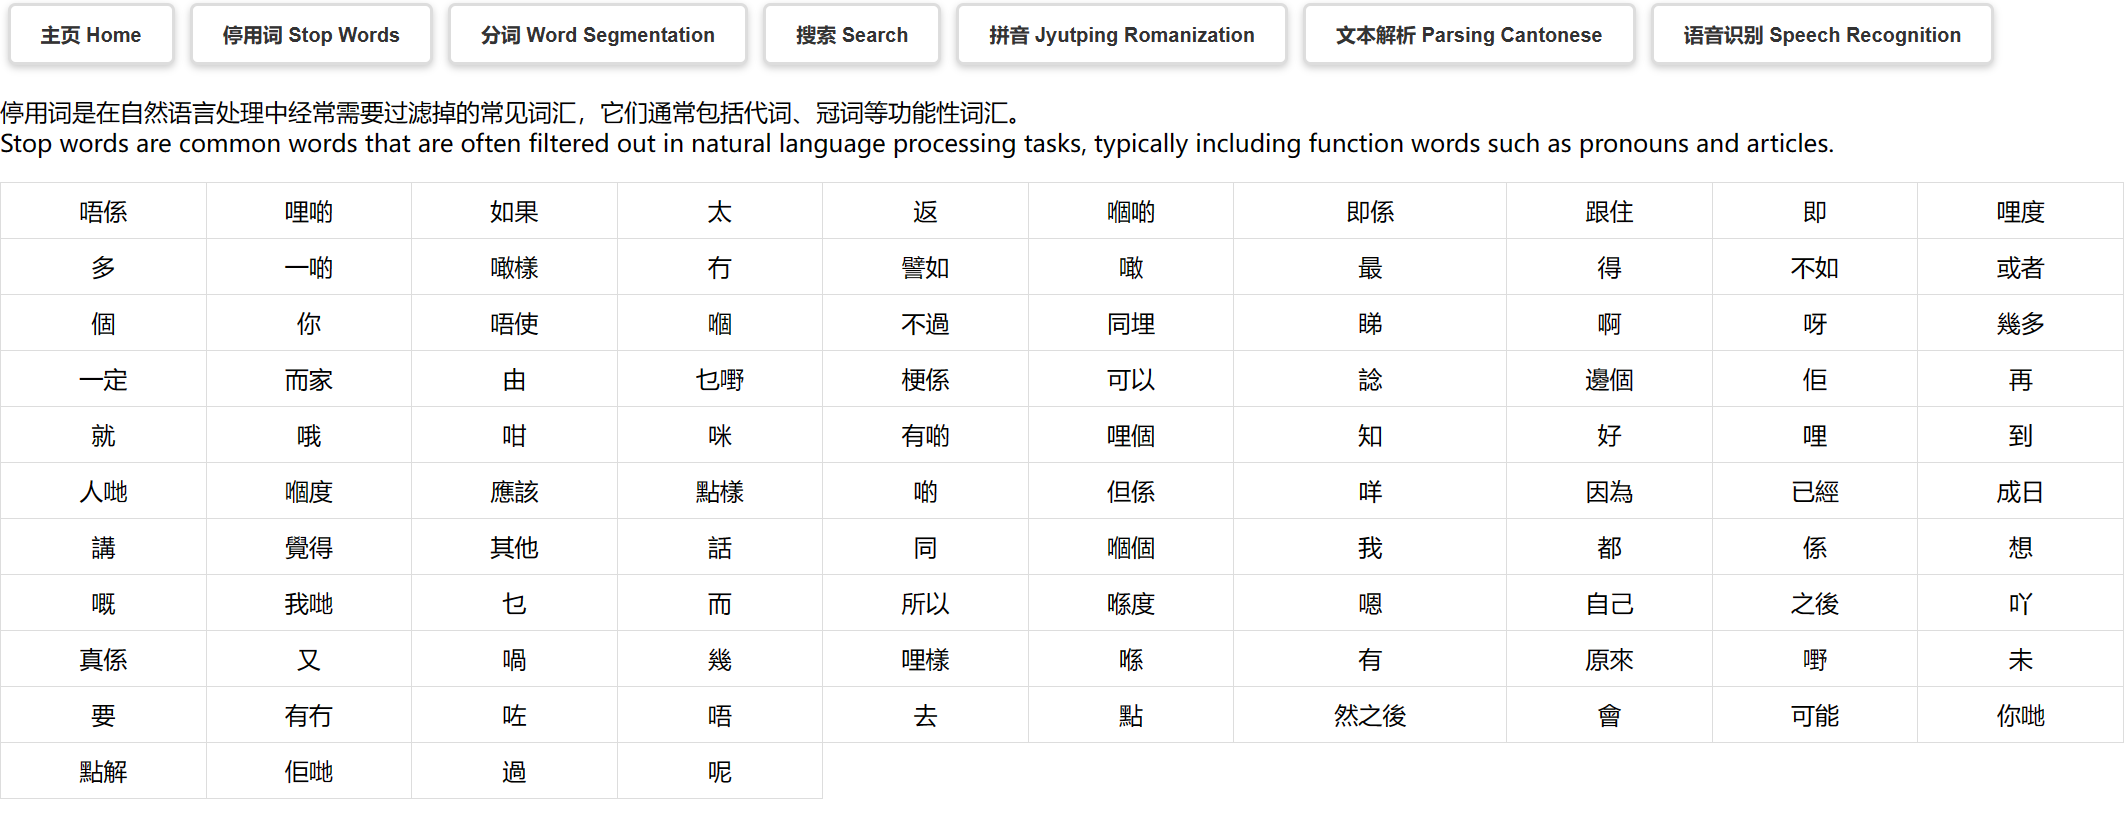 主页 Home 停用词 Stop Words 分词 Word Segmentation 搜索 Search 拼音 Jyutping Romanization 文本解析 Parsing Cantonese 语音识别 Speech Recognition
停用词是在自然语言处理中经常需要过滤掉的常见词汇，它们通常包括代词、冠词等功能性词汇。
Stop words are common words that are often filtered out in natural language processing tasks, typically including function words such as pronouns and articles.
唔係 哩啲 如果 太 返 嗰啲 即係 跟住 即 哩度
多 一啲 噉樣 冇 譬如 噉 最 得 不如 或者
個 你 唔使 嗰 不過 同埋 睇 啊 呀 幾多
一定 而家 由 乜嘢 梗係 可以 諗 邊個 佢 再
就 哦 咁 咪 有啲 哩個 知 好 哩 到
人哋 嗰度 應該 點樣 啲 但係 咩 因為 已經 成日
講 覺得 其他 話 同 嗰個 我 都 係 想
嘅 我哋 乜 而 所以 喺度 嗯 自己 之後 吖
真係 又 喎 幾 哩樣 喺 有 原來 嘢 未
要 有冇 咗 唔 去 點 然之後 會 可能 你哋
點解 佢哋 過 呢